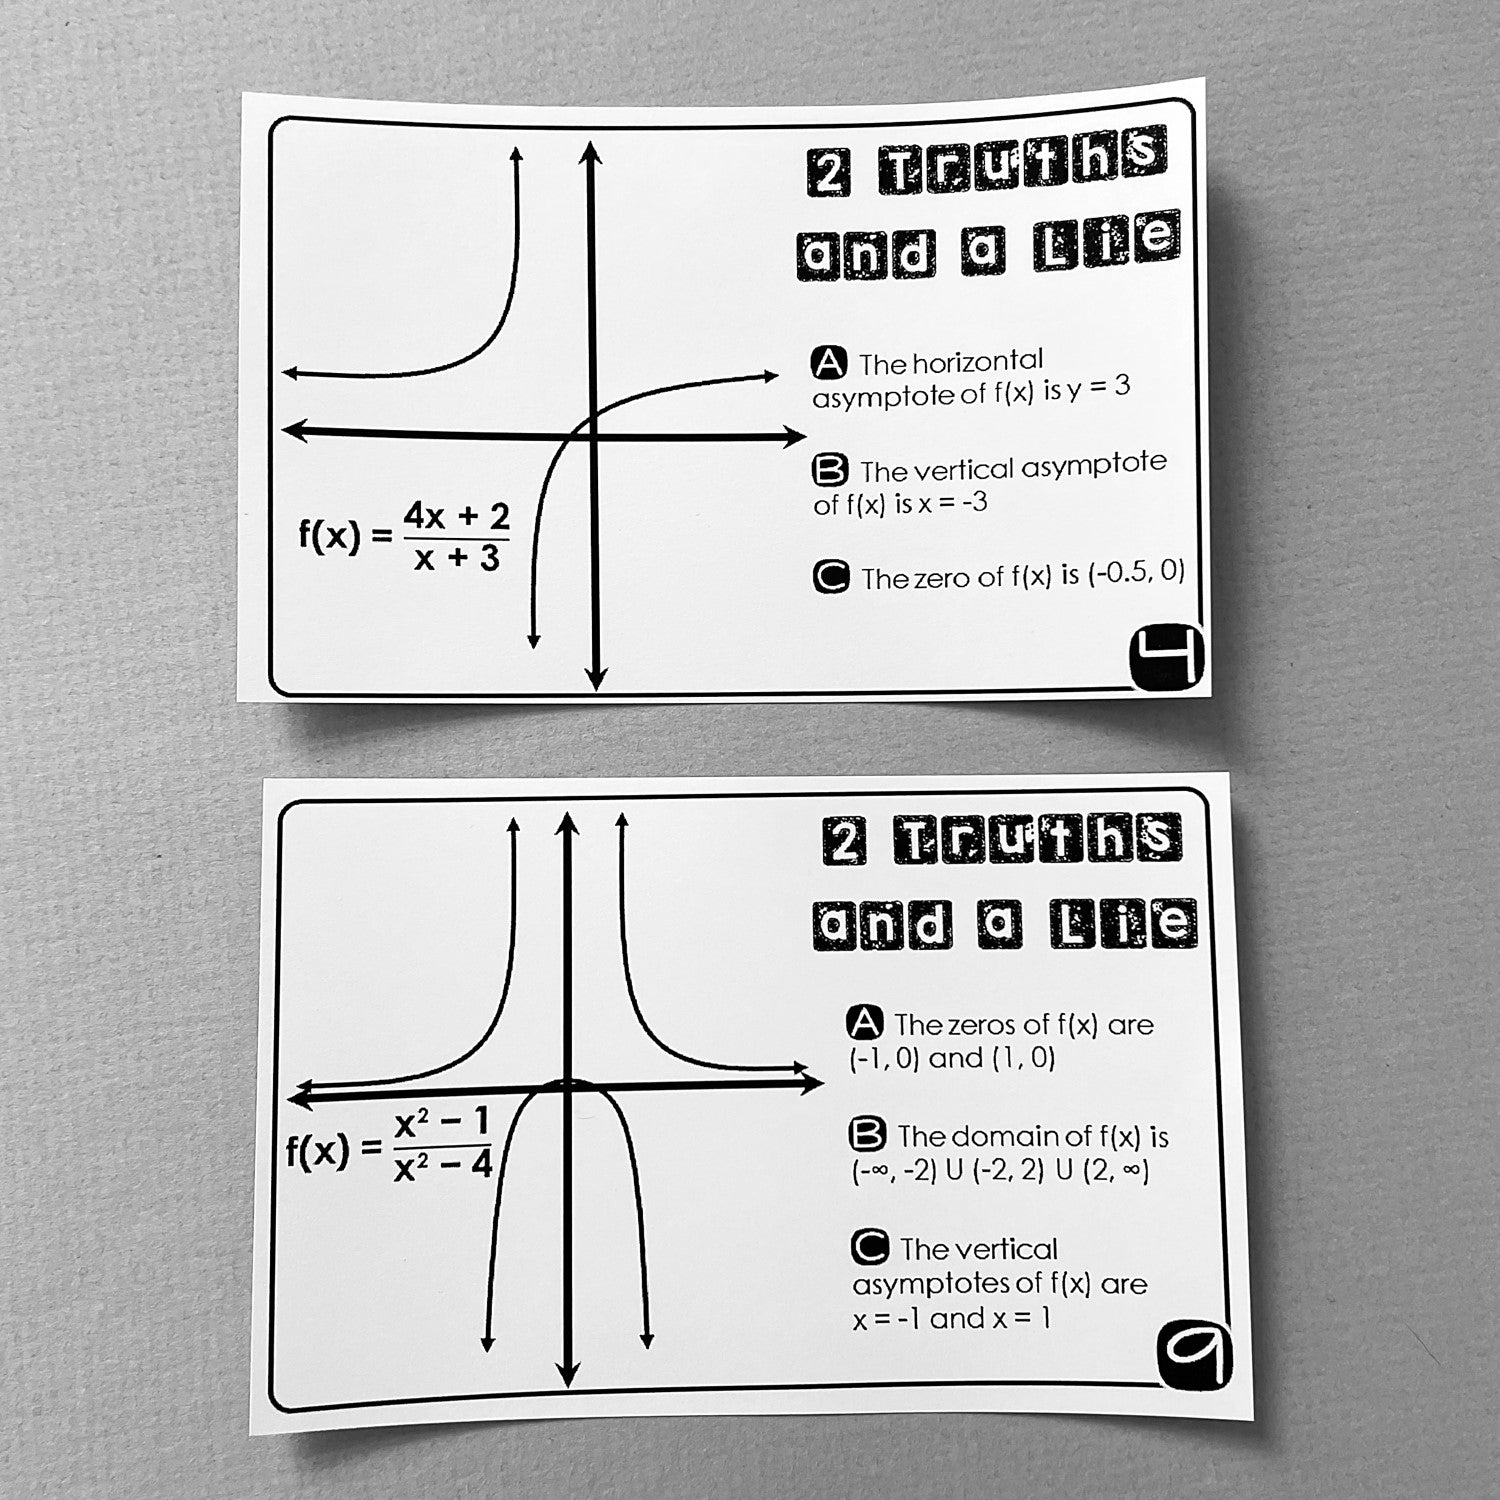 2 Truths
and a Lie
A The horizontal
asymptote of f(x) is y = 3
B The vertical asymptote
of f(x) is x = -3
C The zero of f(x) is (-0.5, 0)
f(x) = 4x + 2
x + 3
4
2 Truths
and a Lie
A The zeros of f(x) are
(-1, 0) and (1, 0)
B The domain of f(x) is
(-∞, -2) U (-2, 2) U (2, ∞)
C The vertical
asymptotes of f(x) are
x = -1 and x = 1
f(x) = x² – 1
x² – 4
9